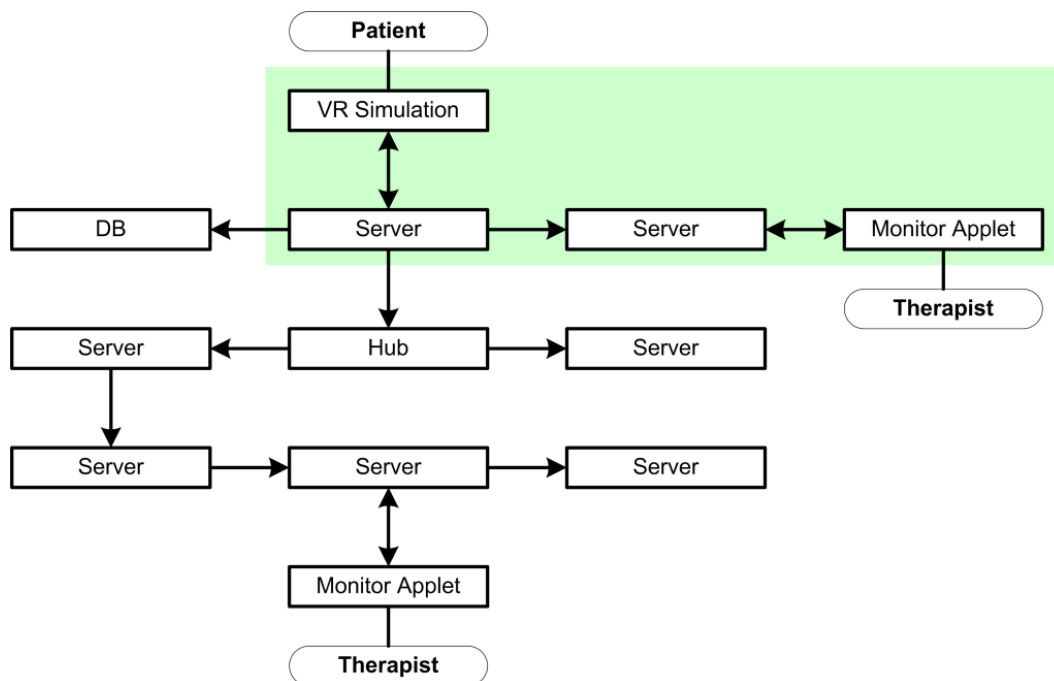 Patient
VR Simulation
DB
Server
Server
Monitor Applet
Therapist
Server
Hub
Server
Server
Server
Server
Monitor Applet
Therapist